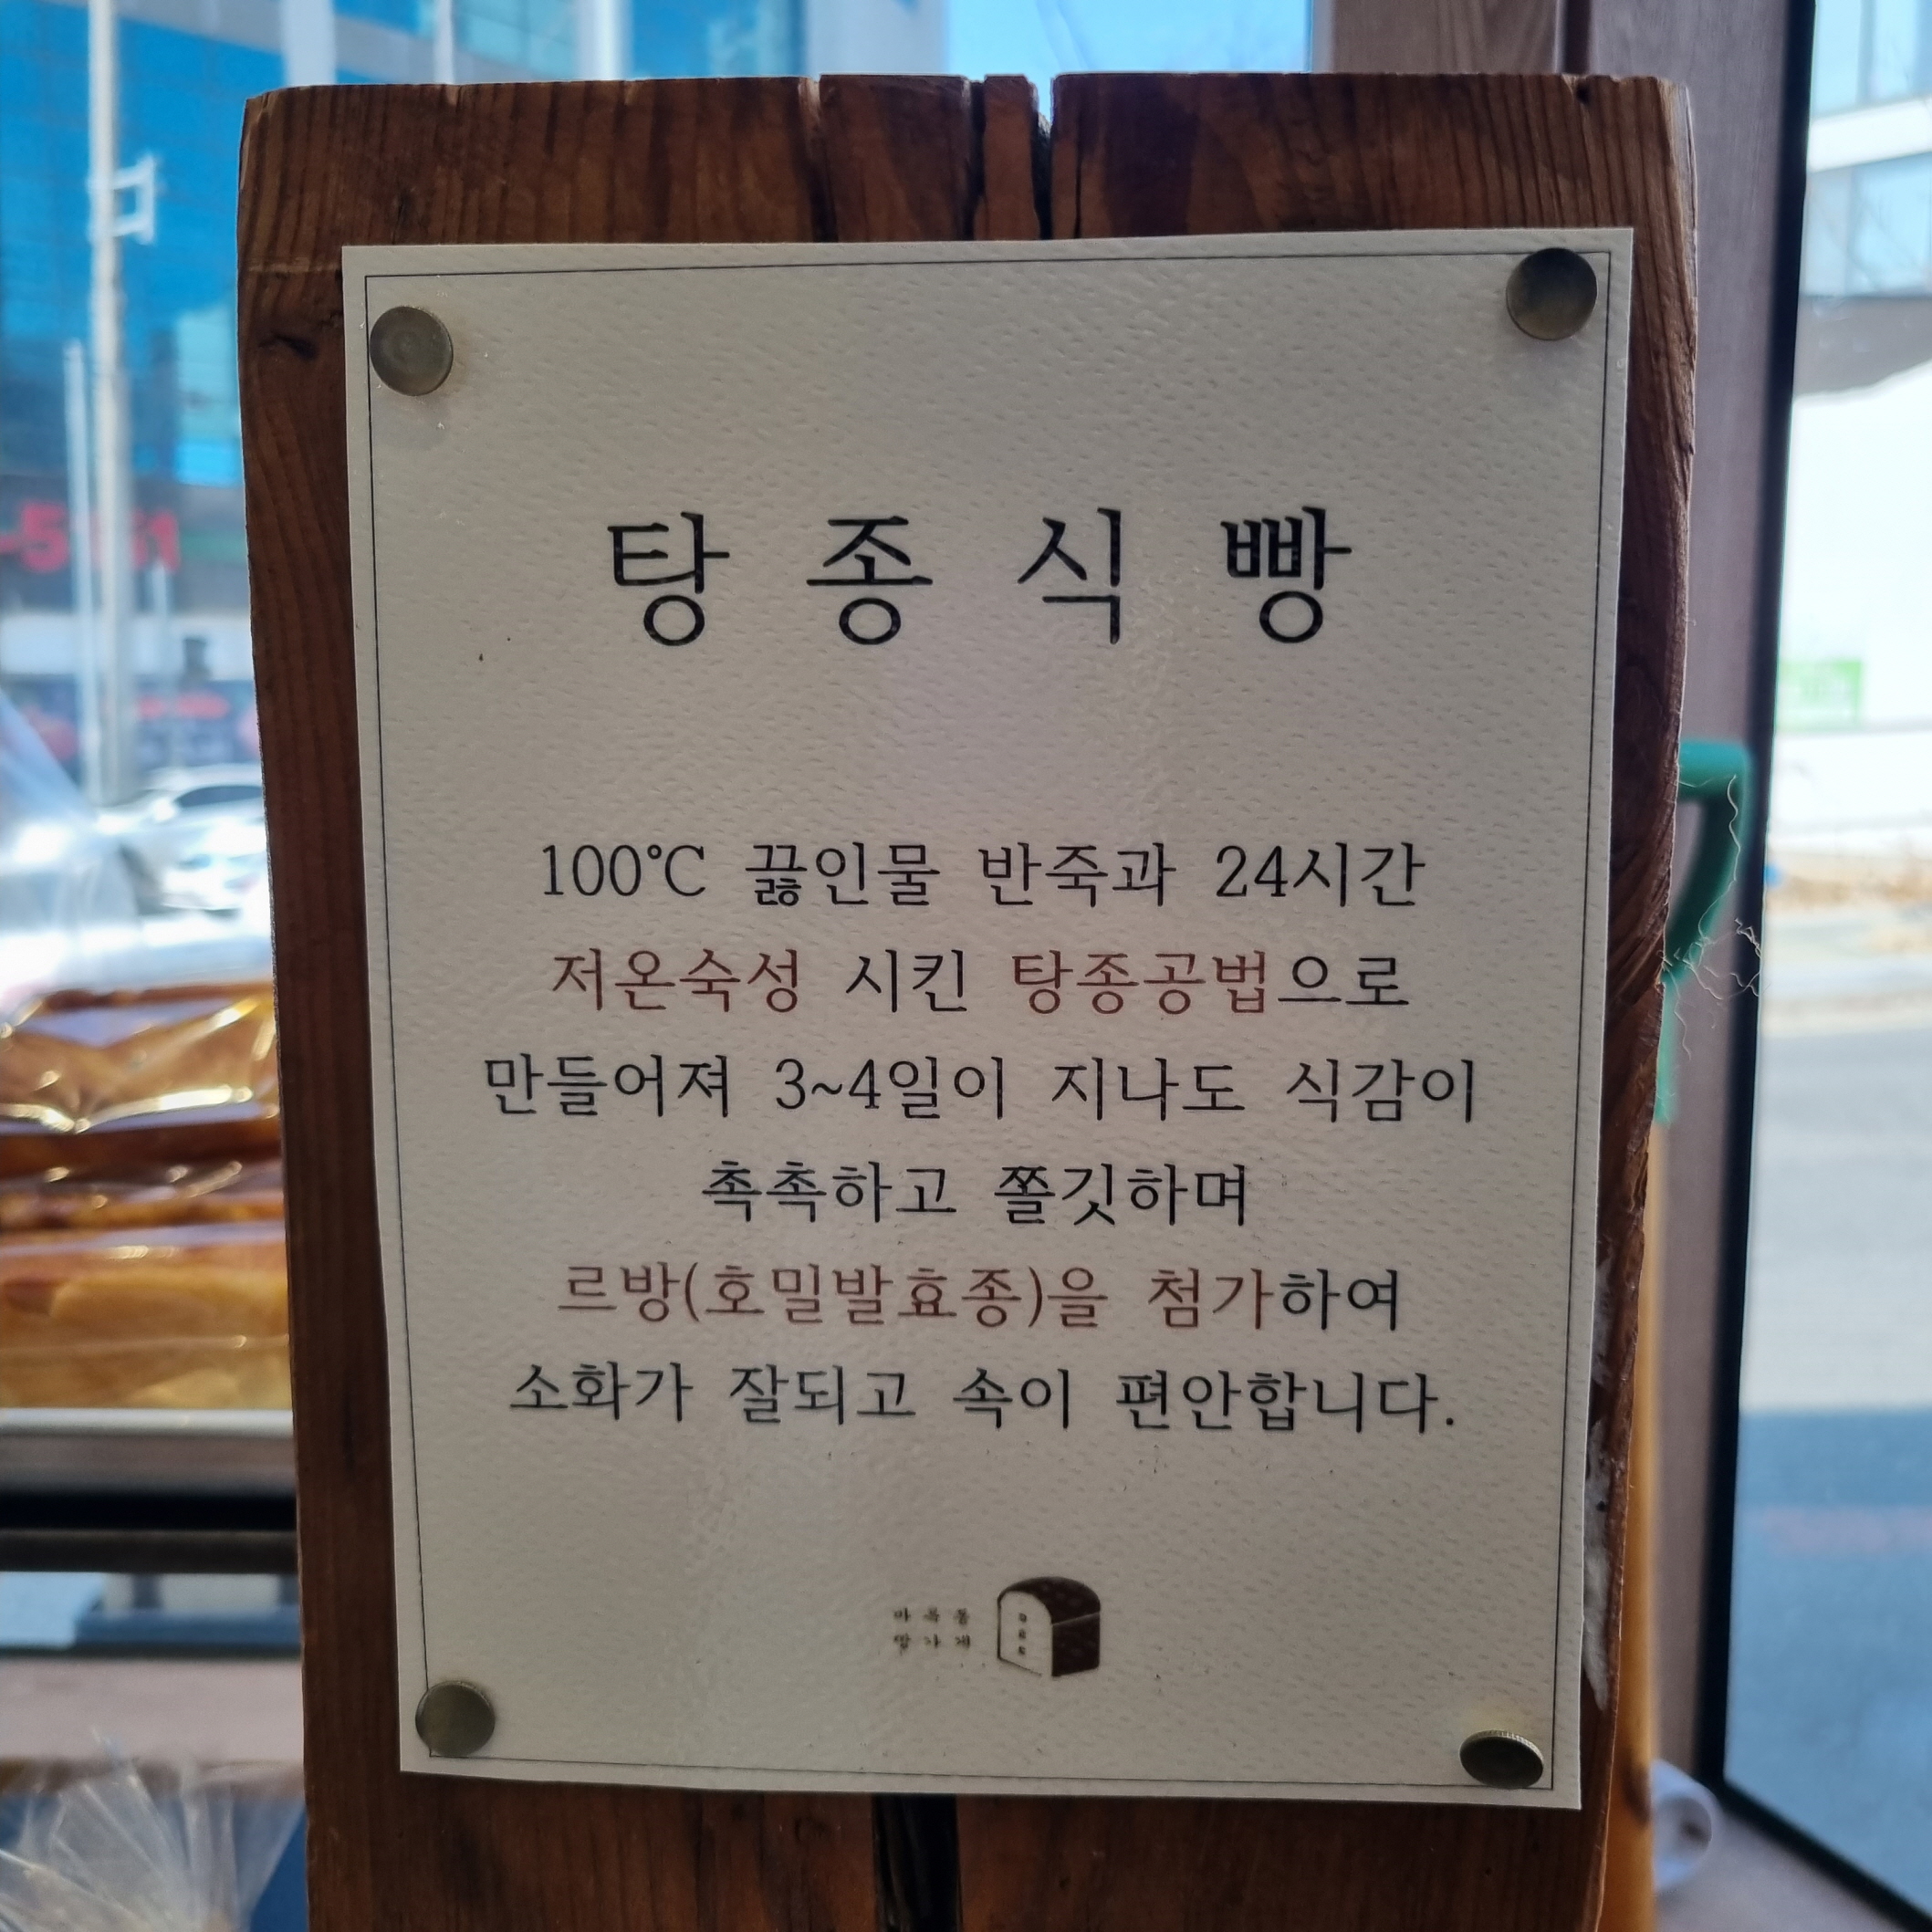 탕종식빵
100℃ 끓인물 반죽과 24시간
저온숙성 시킨 탕종공법으로
만들어져 3~4일이 지나도 식감이
촉촉하고 쫄깃하며
르방(호밀발효종)을 첨가하여
소화가 잘되고 속이 편안합니다.